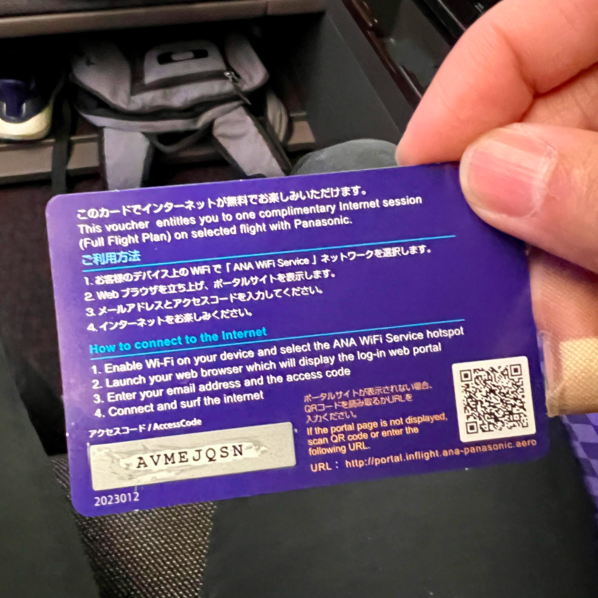 このカードでインターネットが無料でお楽しみいただけます。
This voucher entitles you to one complimentary Internet session
(Full Flight Plan) on selected flight with Panasonic.
ご利用方法
1. お客様のデバイス上のWiFiで「 ANA WiFi Service 」ネットワークを選択します。
2. Web ブラウザを立ち上げ、ポータルサイトを表示します。
3. メールアドレスとアクセスコードを入力してください。
4. インターネットをお楽しみください。
How to connect to the Internet
1. Enable Wi-Fi on your device and select the ANA WiFi Service hotspot
2. Launch your web browser which will display the log-in web portal
3. Enter your email address and the access code
4. Connect and surf the internet
アクセスコード / AccessCode
AVMEJQSN
2023012
ポータルサイトが表示されない場合、
QRコードを読み取るかURLを
入力ください。
If the portal page is not displayed,
scan QR code or enter the
following URL.
URL : http://portal.inflight.ana-panasonic.aero